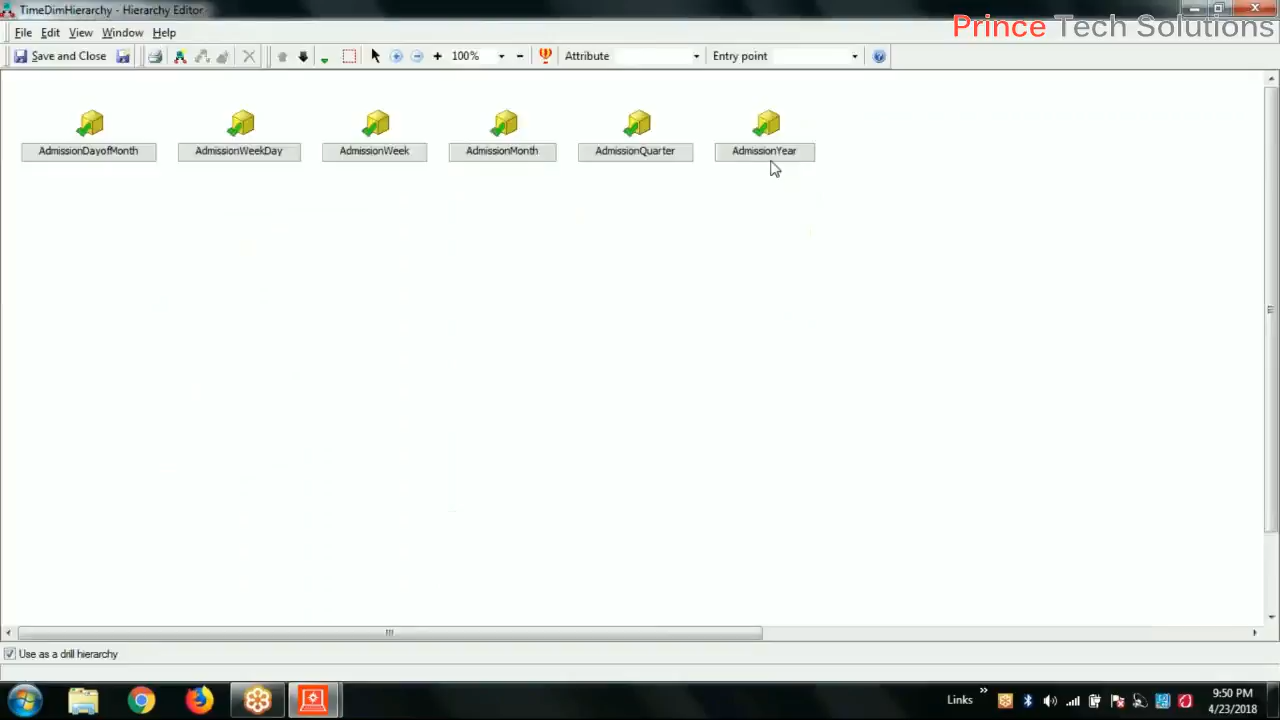 TimeDimHierarchy - Hierarchy Editor
Prince Tech Solutions
File Edit View Window Help
Save and Close 100% Attribute Entry point
AdmissionDayofMonth AdmissionWeekDay AdmissionWeek AdmissionMonth AdmissionQuarter AdmissionYear
Use as a drill hierarchy
Links » 9:50 PM
4/23/2018